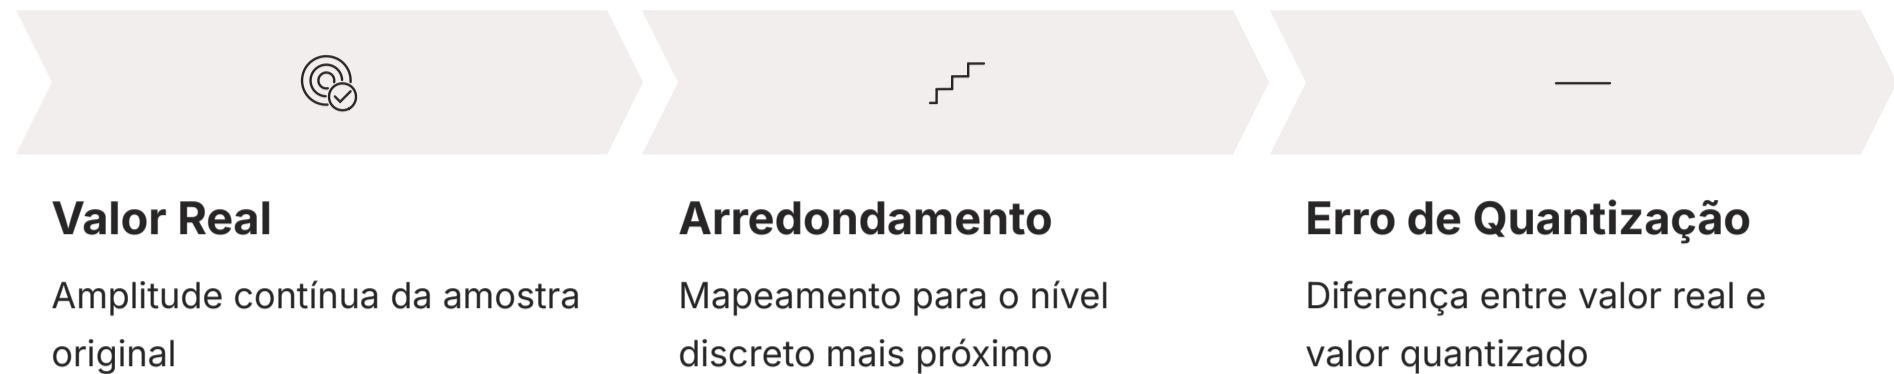 Valor Real
Amplitude contínua da amostra
original
Arredondamento
Mapeamento para o nível
discreto mais próximo
Erro de Quantização
Diferença entre valor real e
valor quantizado